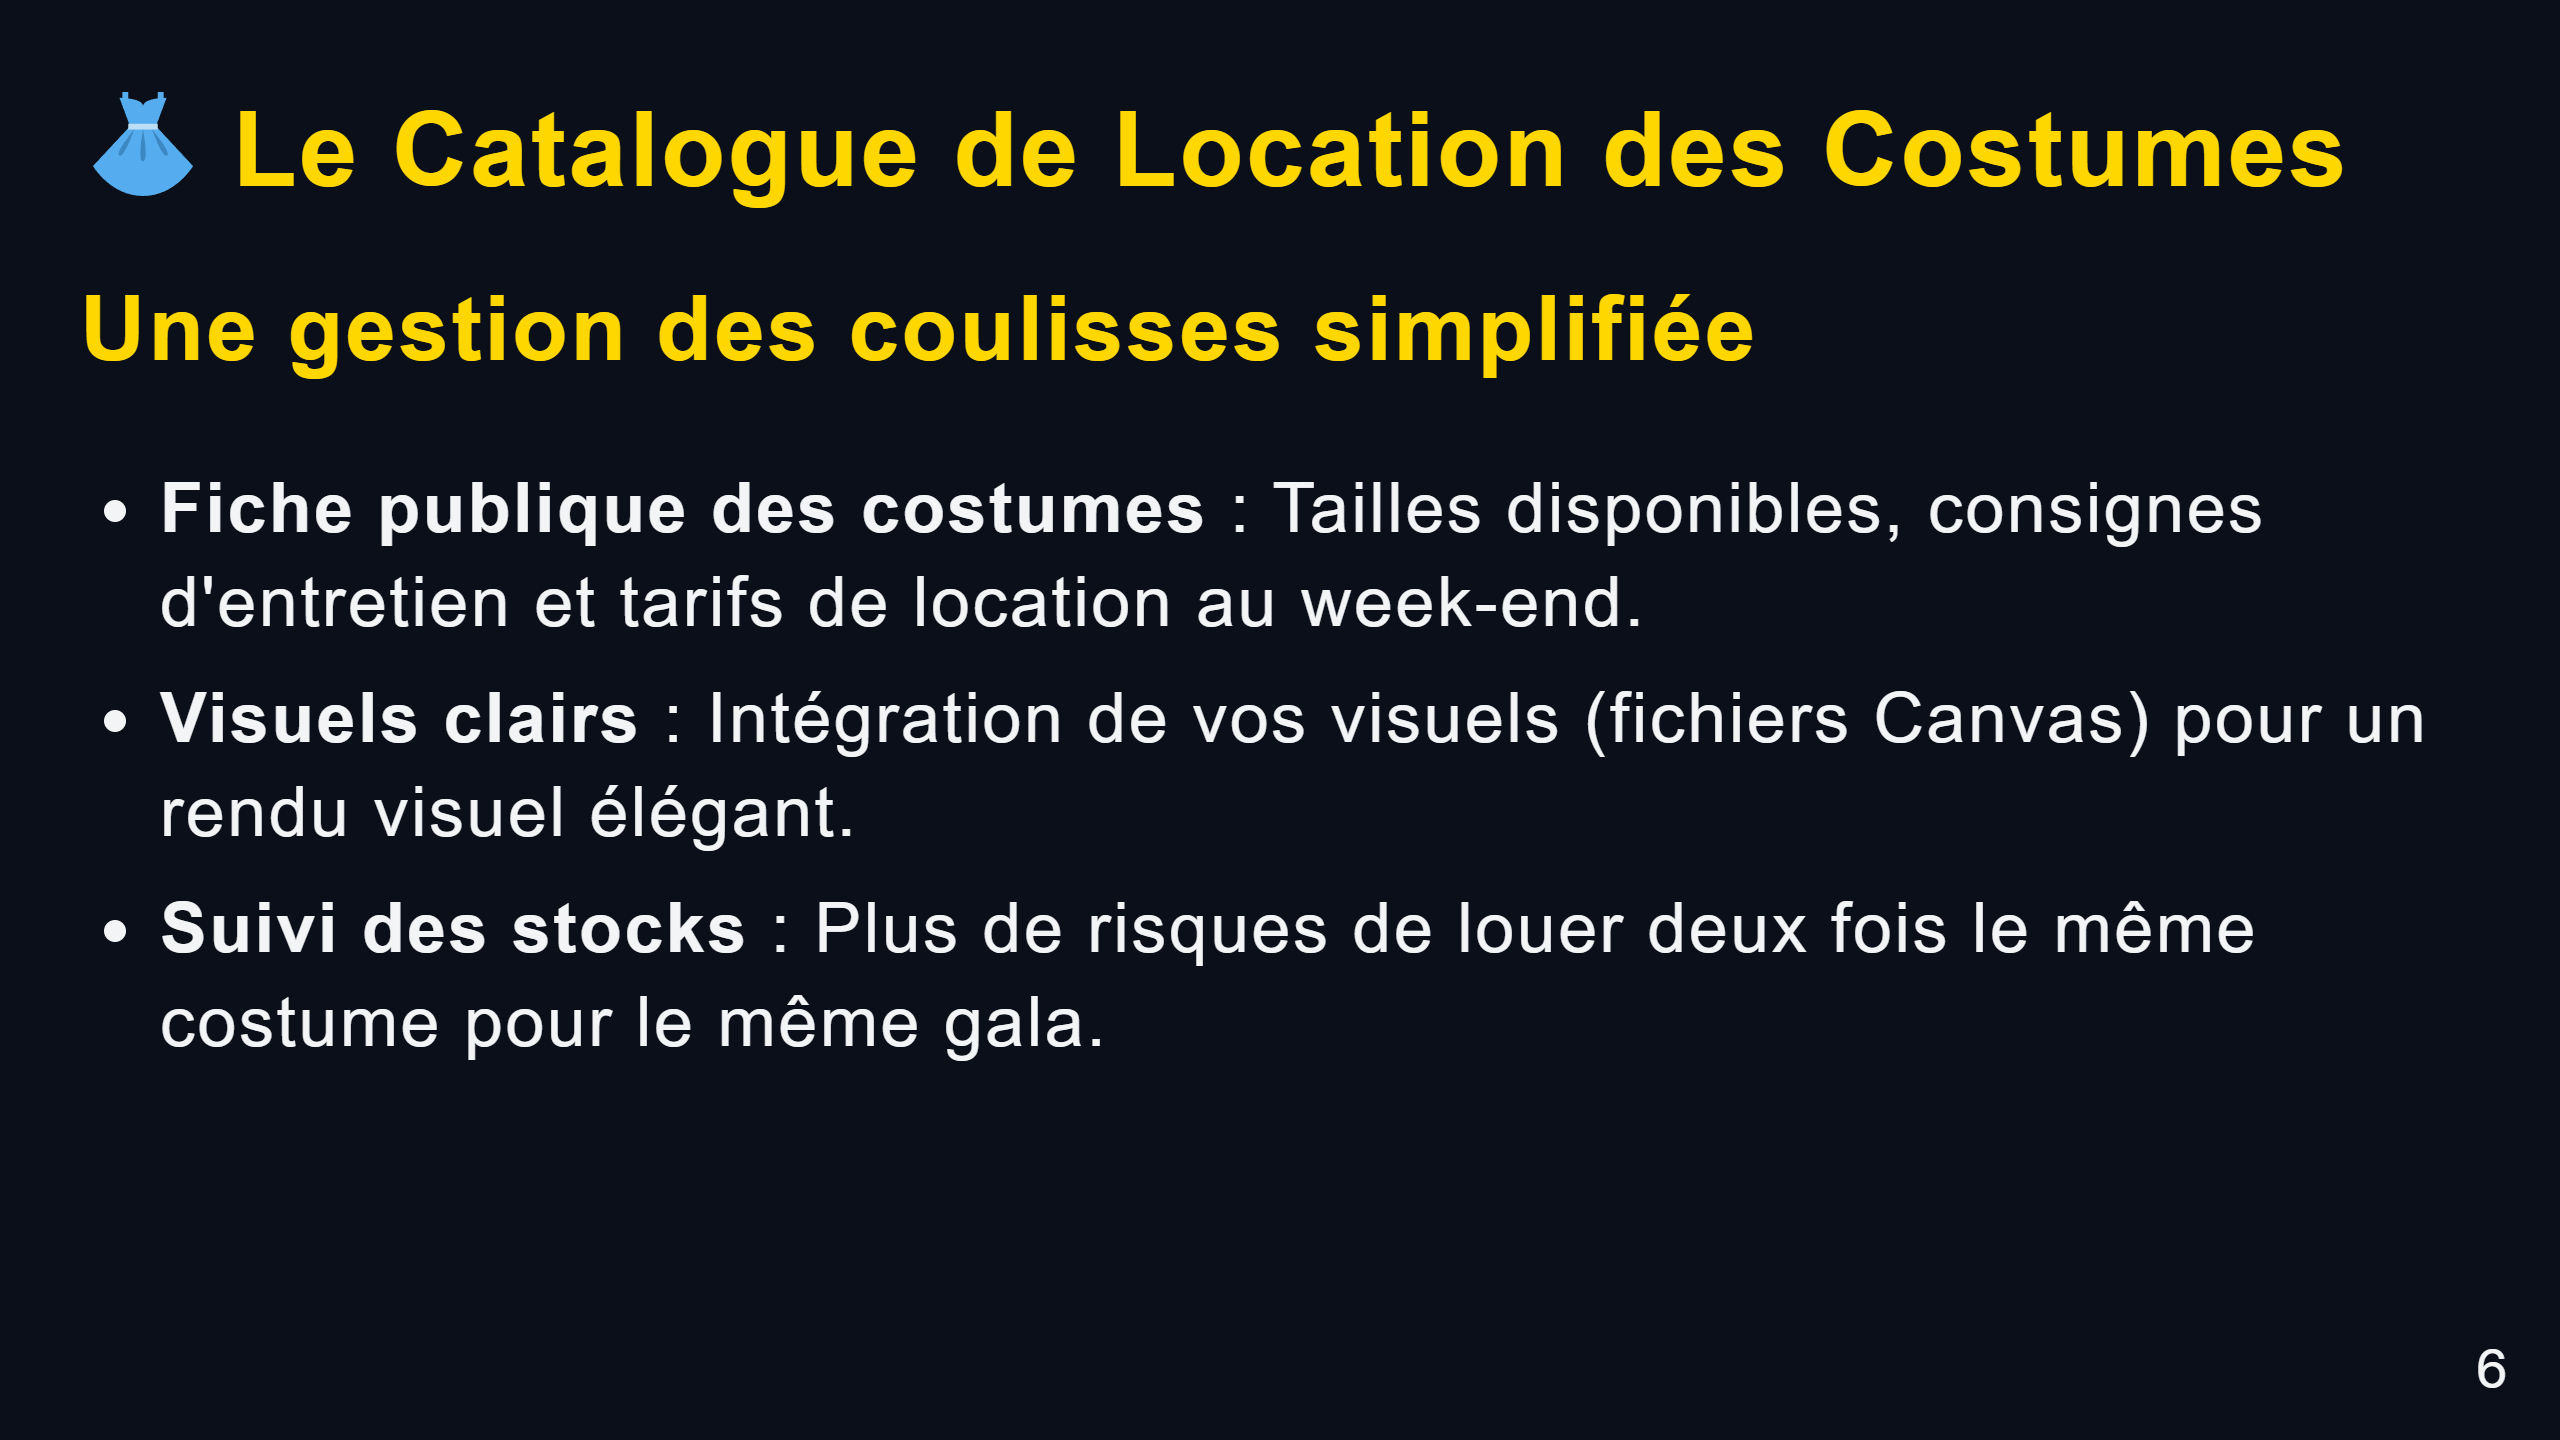 Le Catalogue de Location des Costumes
Une gestion des coulisses simplifiée
• Fiche publique des costumes : Tailles disponibles, consignes
d'entretien et tarifs de location au week-end.
• Visuels clairs : Intégration de vos visuels (fichiers Canvas) pour un
rendu visuel élégant.
• Suivi des stocks : Plus de risques de louer deux fois le même
costume pour le même gala.
6